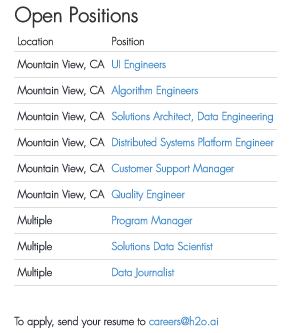 Open Positions
Location Position
Mountain View, CA UI Engineers
Mountain View, CA Algorithm Engineers
Mountain View, CA Solutions Architect, Data Engineering
Mountain View, CA Distributed Systems Platform Engineer
Mountain View, CA Customer Support Manager
Mountain View, CA Quality Engineer
Multiple Program Manager
Multiple Solutions Data Scientist
Multiple Data Journalist
To apply, send your resume to careers@h2o.ai